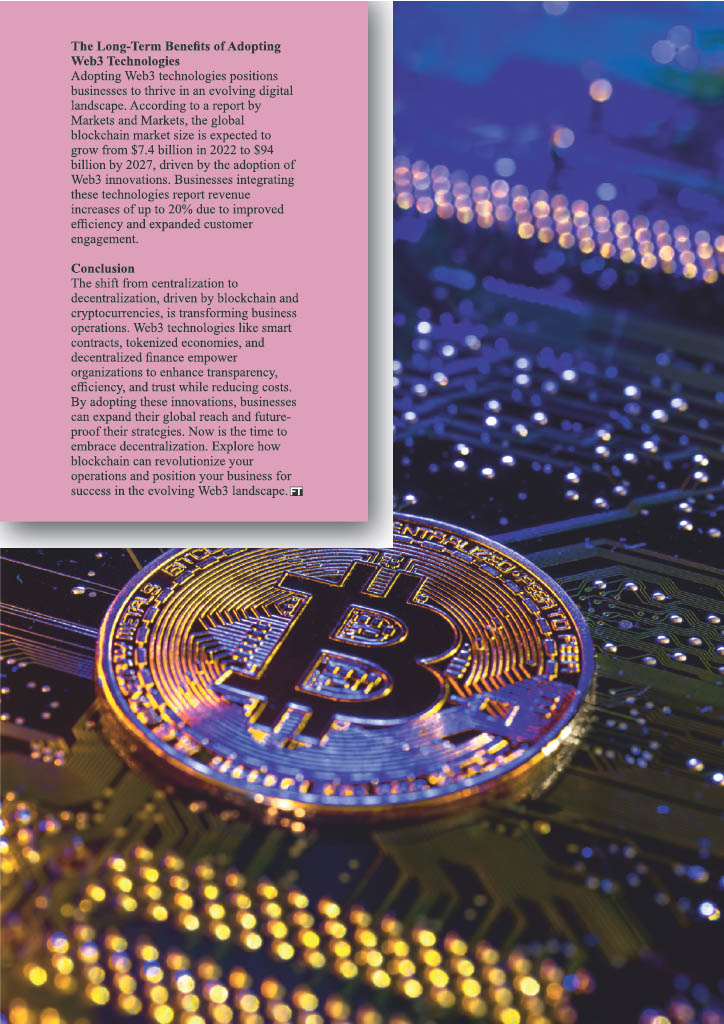 The Long-Term Benefits of Adopting
Web3 Technologies
Adopting Web3 technologies positions
businesses to thrive in an evolving digital
landscape. According to a report by
Markets and Markets, the global
blockchain market size is expected to
grow from $7.4 billion in 2022 to $94
billion by 2027, driven by the adoption of
Web3 innovations. Businesses integrating
these technologies report revenue
increases of up to 20% due to improved
efficiency and expanded customer
engagement.
Conclusion
The shift from centralization to
decentralization, driven by blockchain and
cryptocurrencies, is transforming business
operations. Web3 technologies like smart
contracts, tokenized economies, and
decentralized finance empower
organizations to enhance transparency,
efficiency, and trust while reducing costs.
By adopting these innovations, businesses
can expand their global reach and future-
proof their strategies. Now is the time to
embrace decentralization. Explore how
blockchain can revolutionize your
operations and position your business for
success in the evolving Web3 landscape. FT
B